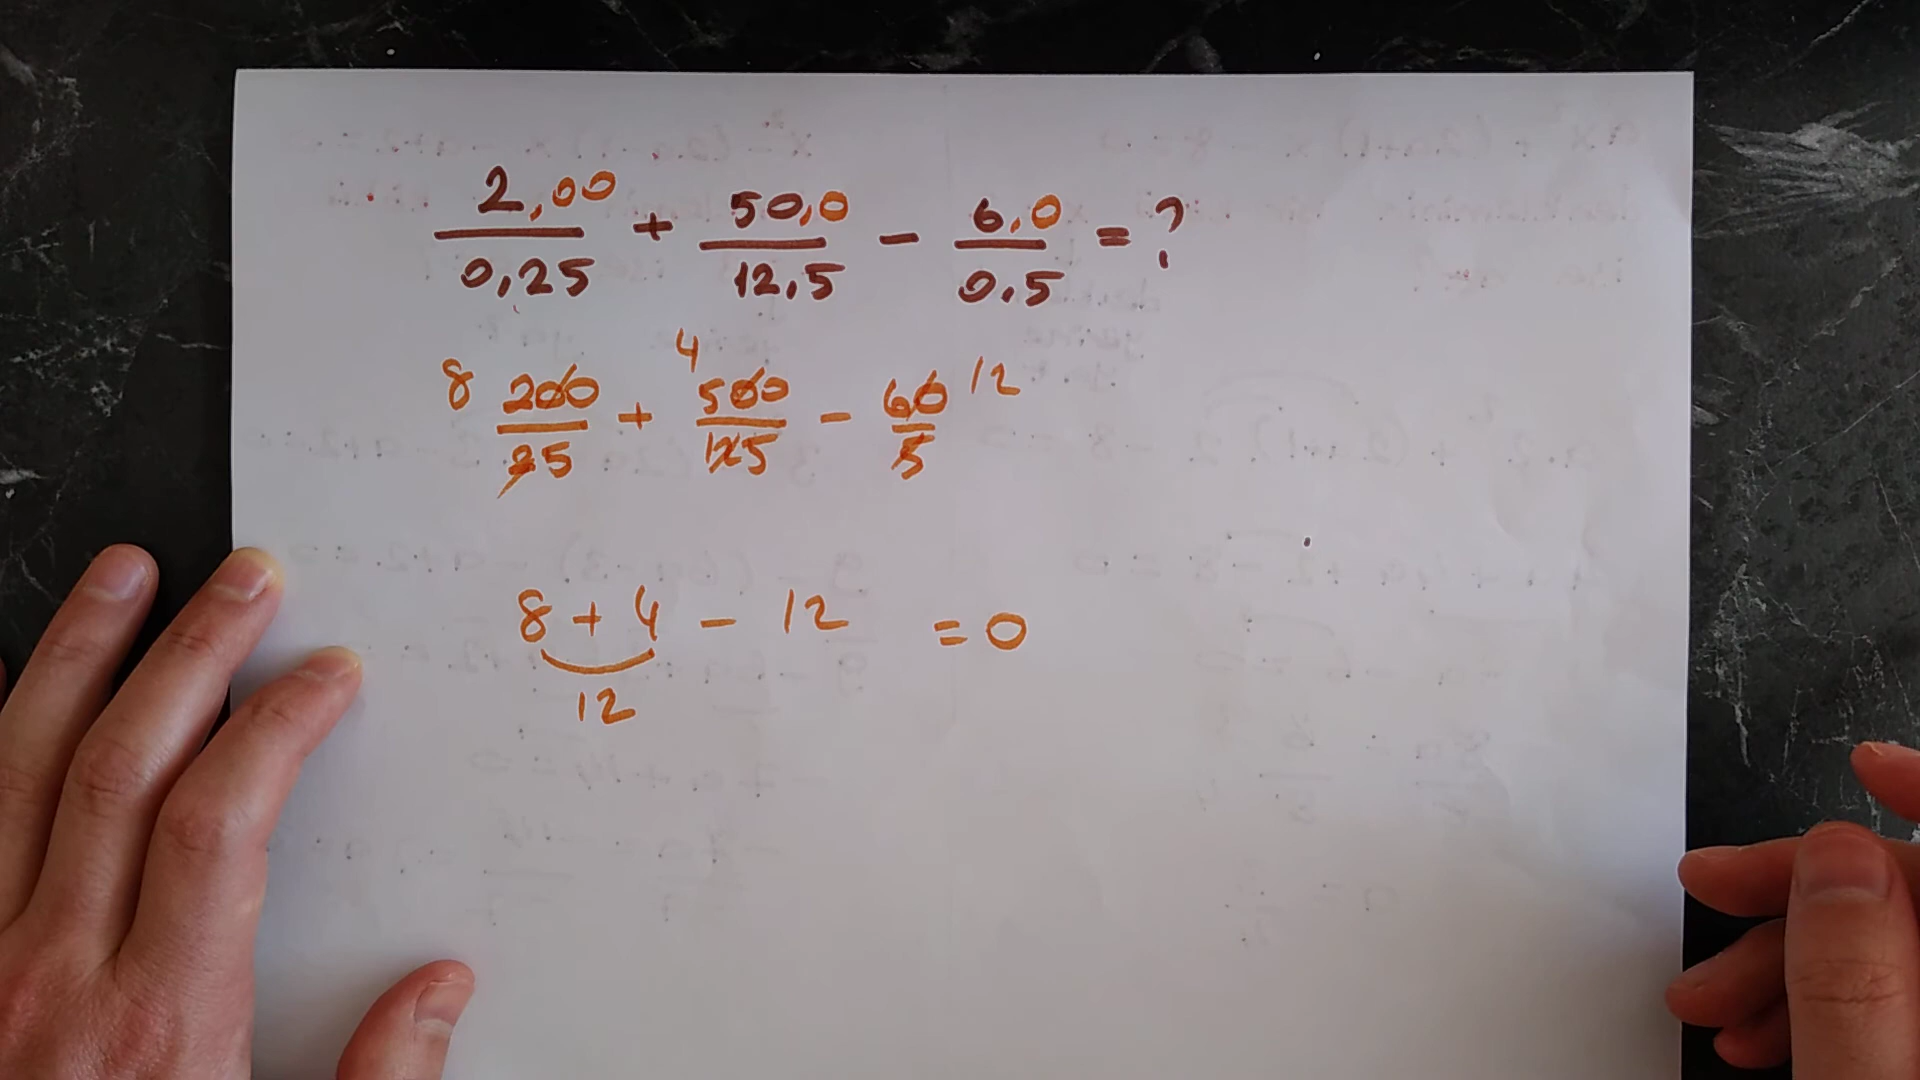 2,00/0,25 + 50,0/12,5 - 6,0/0,5 = ?
8 200/25 + 4 500/125 - 60/5 12
8 + 4 - 12 = 0
12